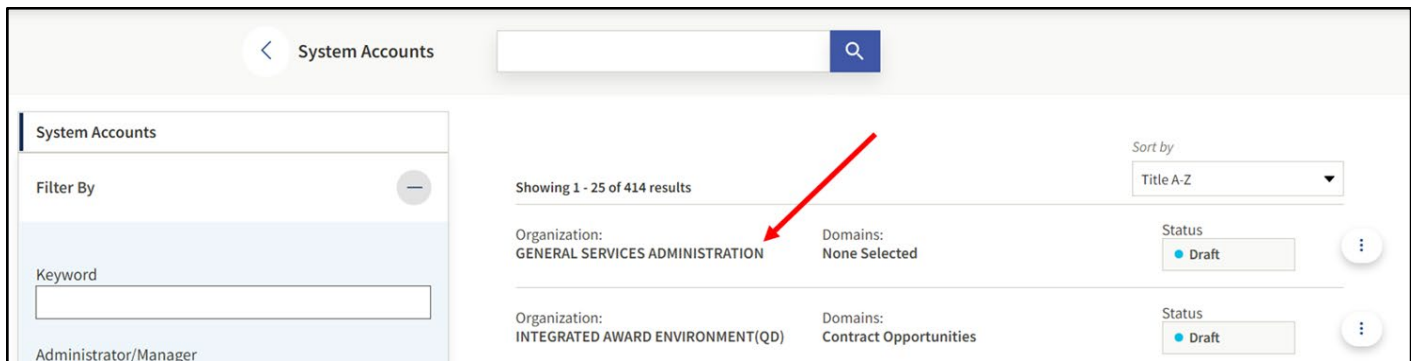 System Accounts
System Accounts
Filter By
Keyword
Administrator/Manager
Sort by
Title A-Z
Showing 1 - 25 of 414 results
Organization:
GENERAL SERVICES ADMINISTRATION
Domains:
None Selected
Status
Draft
Organization:
INTEGRATED AWARD ENVIRONMENT(QD)
Domains:
Contract Opportunities
Status
Draft